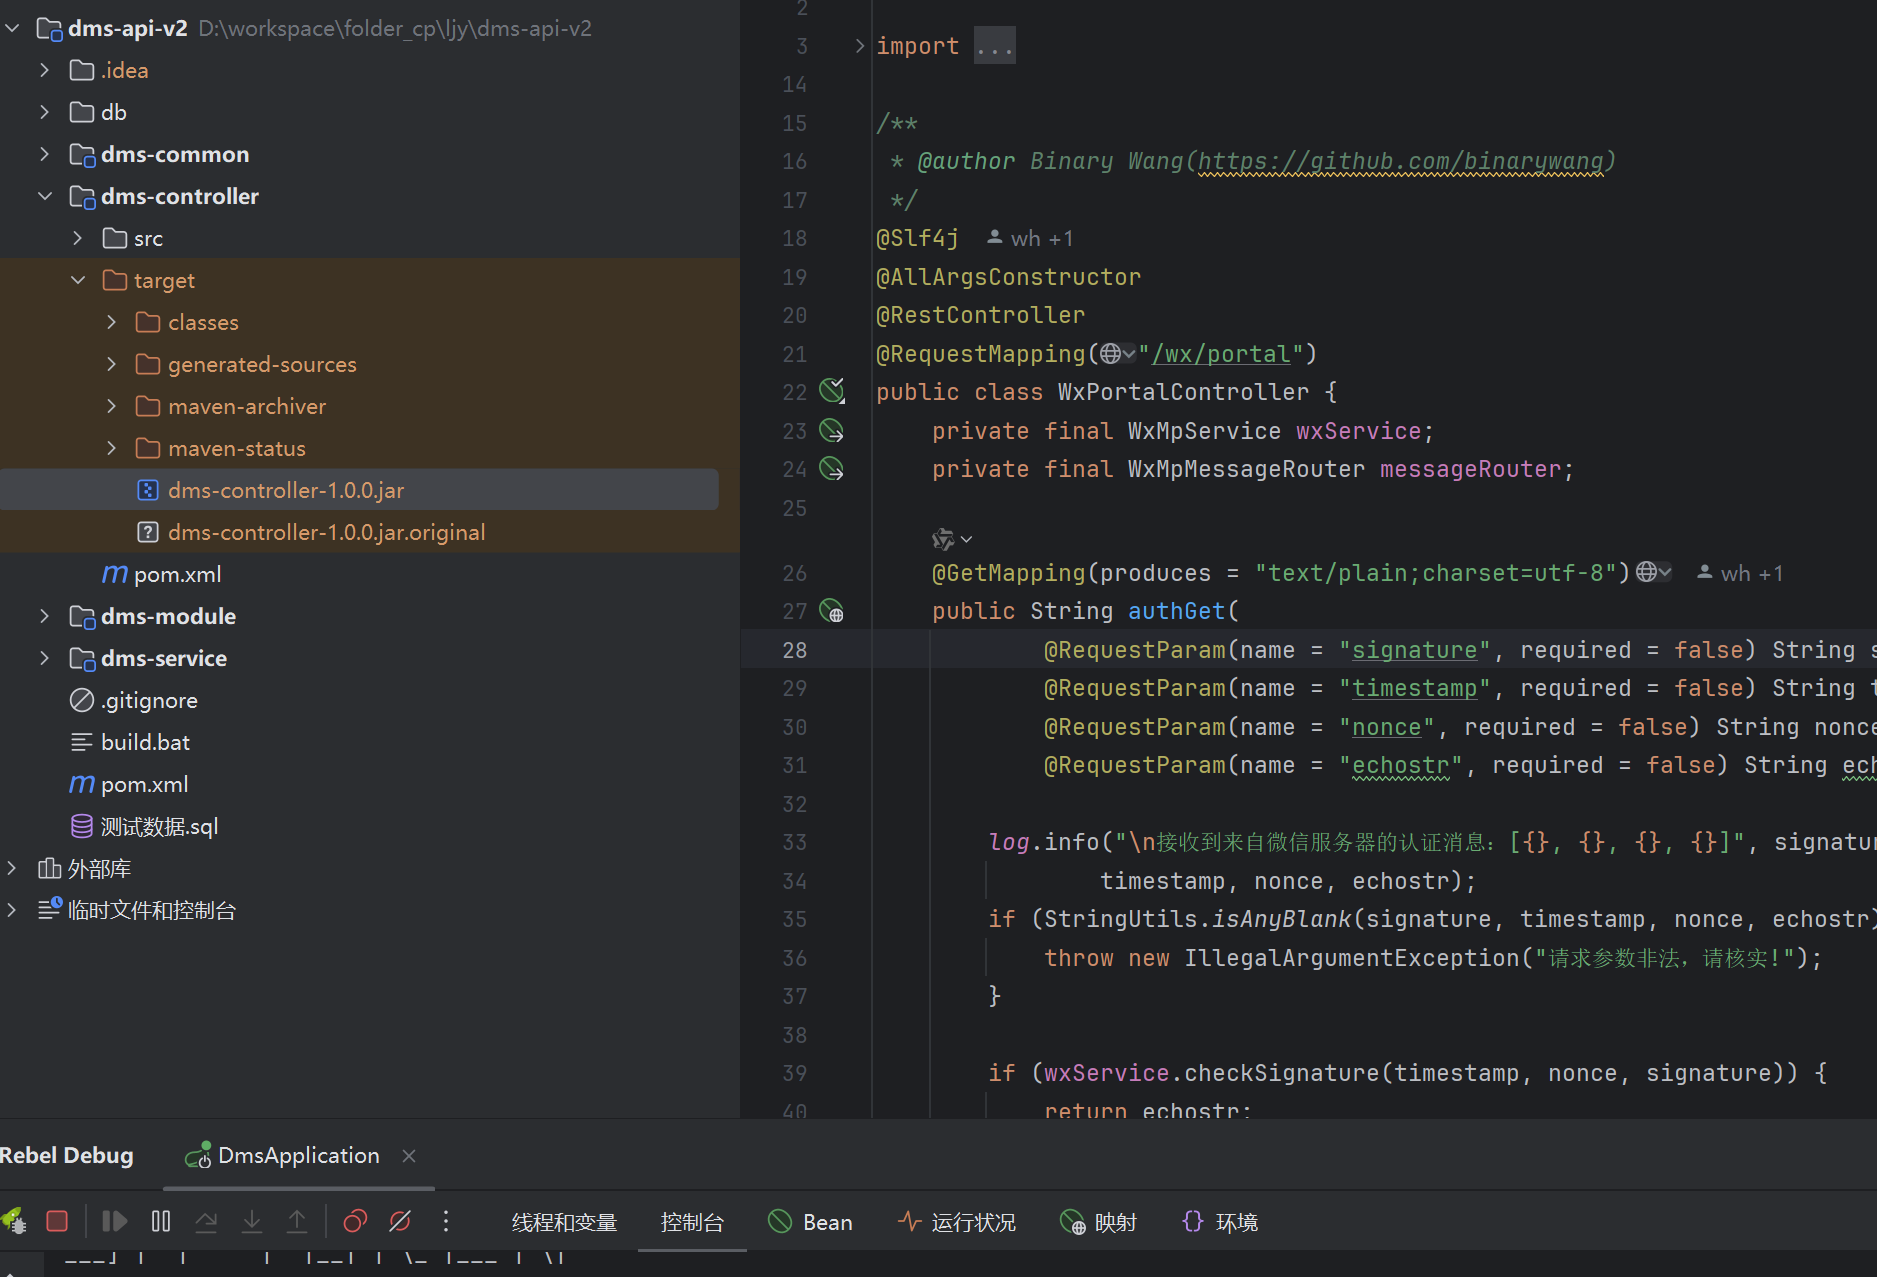 dms-api-v2 D:\workspace\folder_cp\ljy\dms-api-v2
.idea
db
dms-common
dms-controller
src
target
classes
generated-sources
maven-archiver
maven-status
dms-controller-1.0.0.jar
dms-controller-1.0.0.jar.original
pom.xml
dms-module
dms-service
.gitignore
build.bat
pom.xml
测试数据.sql
外部库
临时文件和控制台
2
3 import ...
14
15 /**
16 * @author Binary Wang(https://github.com/binarywang)
17 */
18 @Slf4j wh +1
19 @AllArgsConstructor
20 @RestController
21 @RequestMapping("/wx/portal")
22 public class WxPortalController {
23 private final WxMpService wxService;
24 private final WxMpMessageRouter messageRouter;
25
26 @GetMapping(produces = "text/plain;charset=utf-8") wh +1
27 public String authGet(
28 @RequestParam(name = "signature", required = false) String s
29 @RequestParam(name = "timestamp", required = false) String t
30 @RequestParam(name = "nonce", required = false) String nonce
31 @RequestParam(name = "echostr", required = false) String ech
32
33 log.info("\n接收到来自微信服务器的认证消息：[{}, {}, {}, {}]", signatur
34 timestamp, nonce, echostr);
35 if (StringUtils.isAnyBlank(signature, timestamp, nonce, echostr)
36 throw new IllegalArgumentException("请求参数非法，请核实!");
37 }
38
39 if (wxService.checkSignature(timestamp, nonce, signature)) {
40 return echostr;
Rebel Debug DmsApplication
线程和变量 控制台 Bean 运行状况 映射 环境